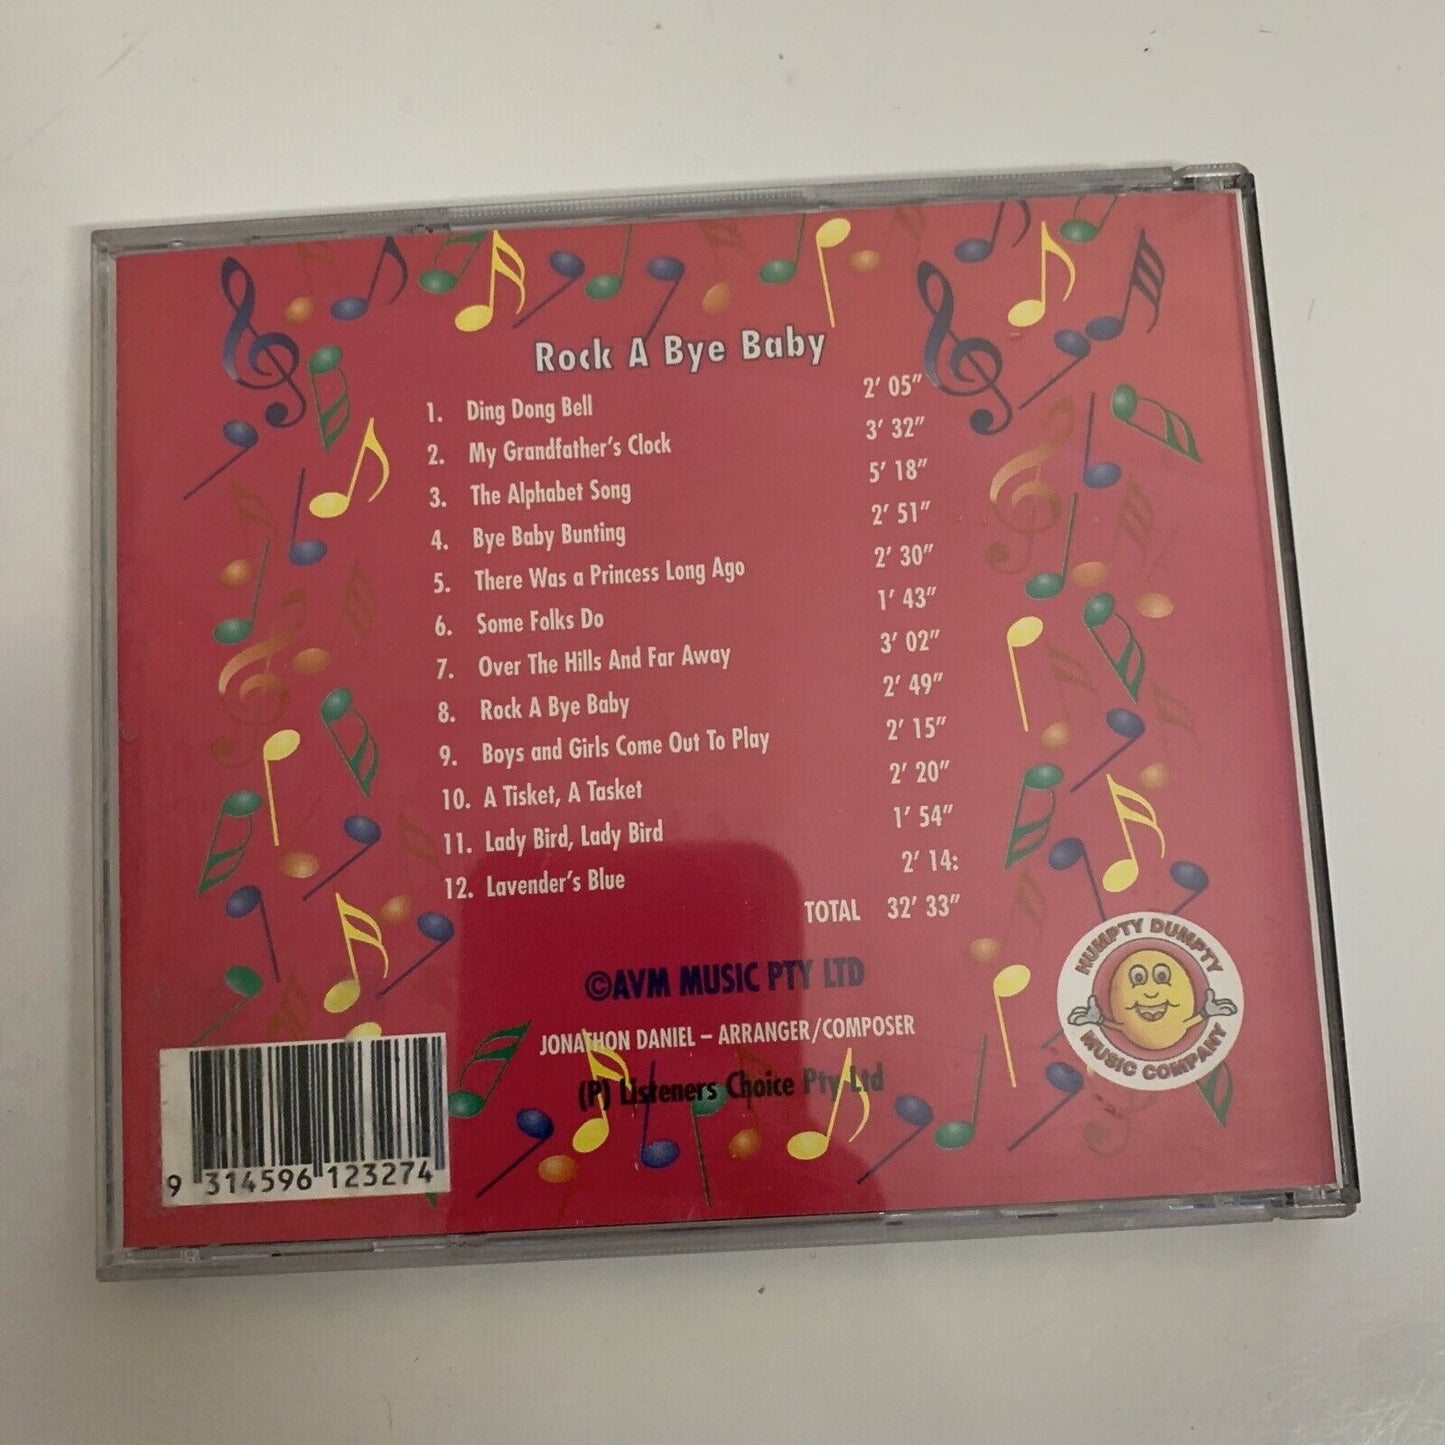 Rock A Bye Baby
1. Ding Dong Bell 2' 05"
2. My Grandfather's Clock 3' 32"
3. The Alphabet Song 5' 18"
4. Bye Baby Bunting 2' 51"
5. There Was a Princess Long Ago 2' 30"
6. Some Folks Do 1' 43"
7. Over The Hills And Far Away 3' 02"
8. Rock A Bye Baby 2' 49"
9. Boys and Girls Come Out To Play 2' 15"
10. A Tisket, A Tasket 2' 20"
11. Lady Bird, Lady Bird 1' 54"
12. Lavender's Blue 2' 14:
TOTAL 32' 33"
©AVM MUSIC PTY LTD
JONATHON DANIEL – ARRANGER/COMPOSER
(P) Listeners Choice Pty Ltd
HUMPTY DUMPTY
MUSIC COMPANY
9 314596 123274